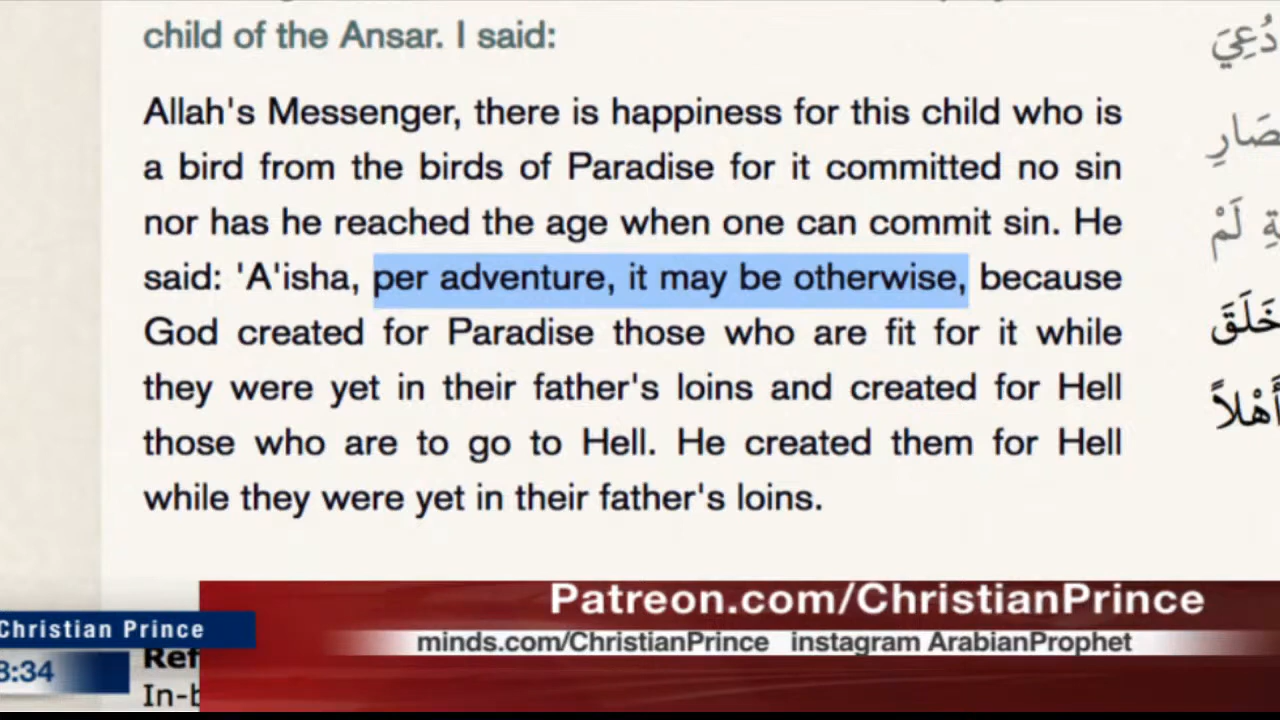 child of the Ansar. I said:
Allah's Messenger, there is happiness for this child who is
a bird from the birds of Paradise for it committed no sin
nor has he reached the age when one can commit sin. He
said: 'A'isha, per adventure, it may be otherwise, because
God created for Paradise those who are fit for it while
they were yet in their father's loins and created for Hell
those who are to go to Hell. He created them for Hell
while they were yet in their father's loins.
دُعِيَ
ةِ لَمْ
خَلَقَ
أَهْلاً
Patreon.com/ChristianPrince
Christian Prince
minds.com/ChristianPrince instagram ArabianProphet
8:34